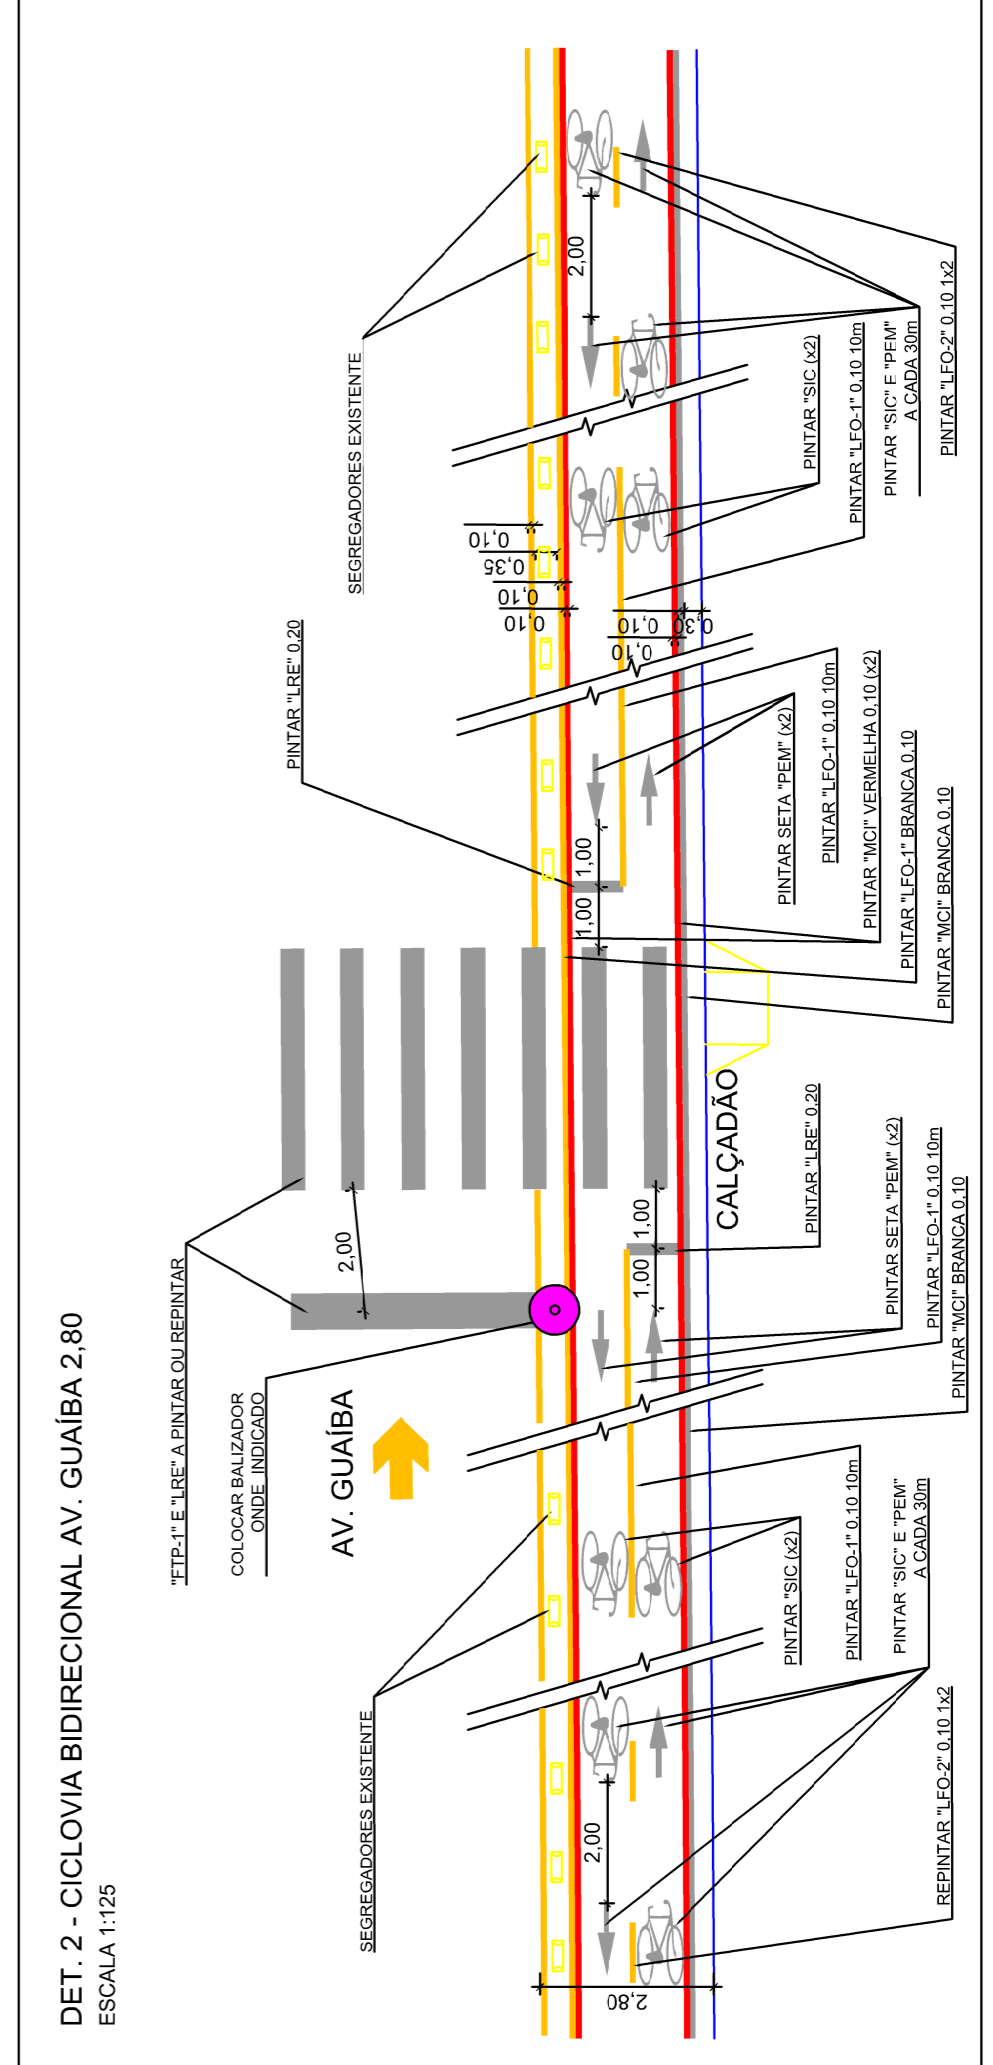 DET. 2 - CICLOVIA BIDIRECIONAL AV. GUAÍBA 2,80
ESCALA 1:125
"FTP-1" E "LRE" A PINTAR OU REPINTAR
COLOCAR BALIZADOR
ONDE INDICADO
PINTAR "LRE" 0,20
AV. GUAÍBA
SEGREGADORES EXISTENTE
SEGREGADORES EXISTENTE
2,00
0,10
0,35
0,10
0,10
2,00
2,00
1,00
1,00
2,80
1,00
1,00
0,10
0,10
0,30
CALÇADÃO
PINTAR "SIC (x2)
PINTAR "LFO-1" 0,10 10m
PINTAR "SIC" E "PEM"
A CADA 30m
REPINTAR "LFO-2" 0,10 1x2
PINTAR "LRE" 0,20
PINTAR SETA "PEM" (x2)
PINTAR "LFO-1" 0,10 10m
PINTAR "MCI" BRANCA 0,10
PINTAR SETA "PEM" (x2)
PINTAR "LFO-1" 0,10 10m
PINTAR "MCI" VERMELHA 0,10 (x2)
PINTAR "LFO-1" BRANCA 0,10
PINTAR "MCI" BRANCA 0,10
PINTAR "SIC (x2)
PINTAR "LFO-1" 0,10 10m
PINTAR "SIC" E "PEM"
A CADA 30m
PINTAR "LFO-2" 0,10 1x2